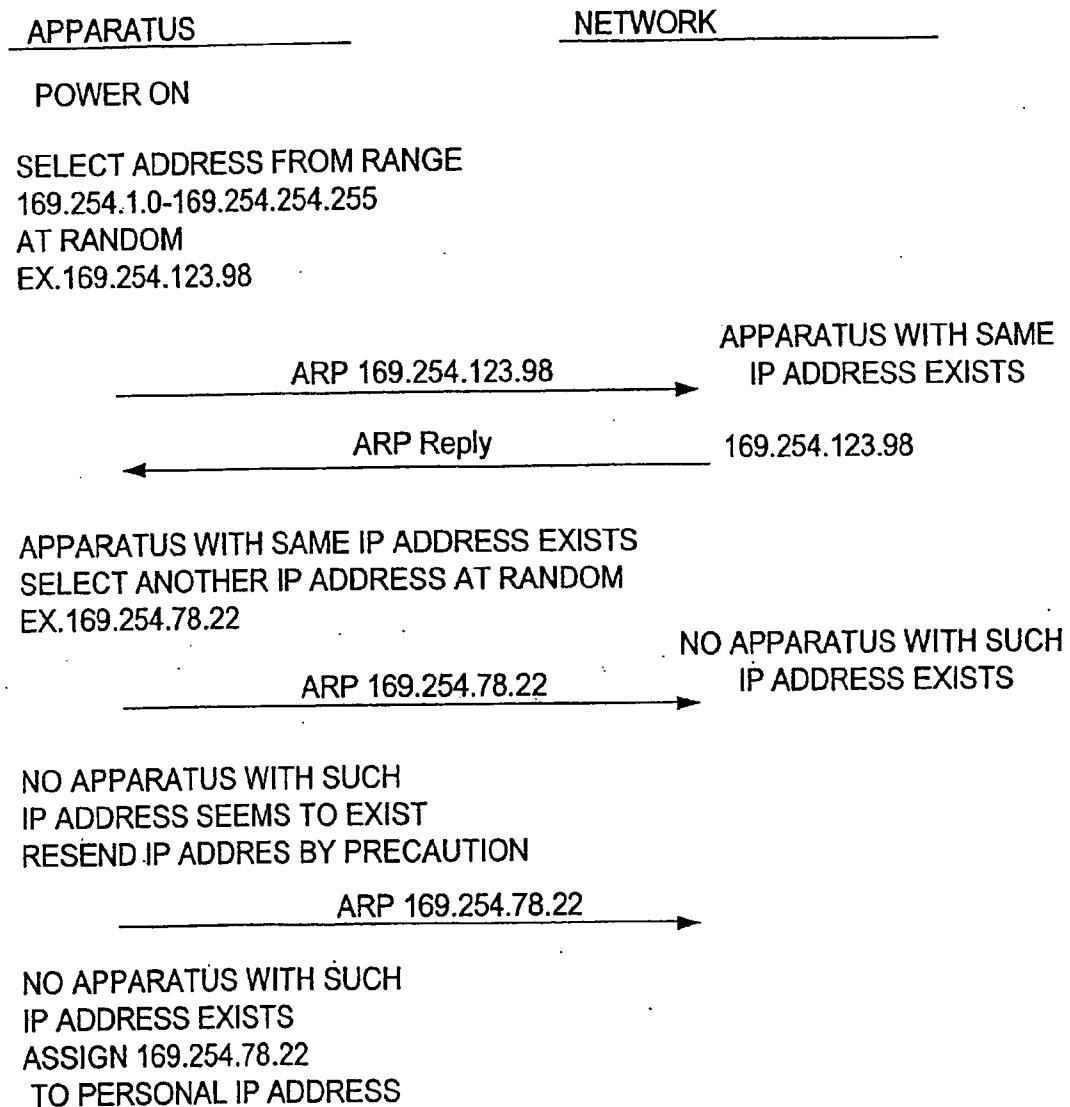 APPARATUS
NETWORK
POWER ON
SELECT ADDRESS FROM RANGE
169.254.1.0-169.254.254.255
AT RANDOM
EX.169.254.123.98
APPARATUS WITH SAME
IP ADDRESS EXISTS
ARP 169.254.123.98
ARP Reply
169.254.123.98
APPARATUS WITH SAME IP ADDRESS EXISTS
SELECT ANOTHER IP ADDRESS AT RANDOM
EX.169.254.78.22
NO APPARATUS WITH SUCH
IP ADDRESS EXISTS
ARP 169.254.78.22
NO APPARATUS WITH SUCH
IP ADDRESS SEEMS TO EXIST
RESEND IP ADDRES BY PRECAUTION
ARP 169.254.78.22
NO APPARATUS WITH SUCH
IP ADDRESS EXISTS
ASSIGN 169.254.78.22
TO PERSONAL IP ADDRESS